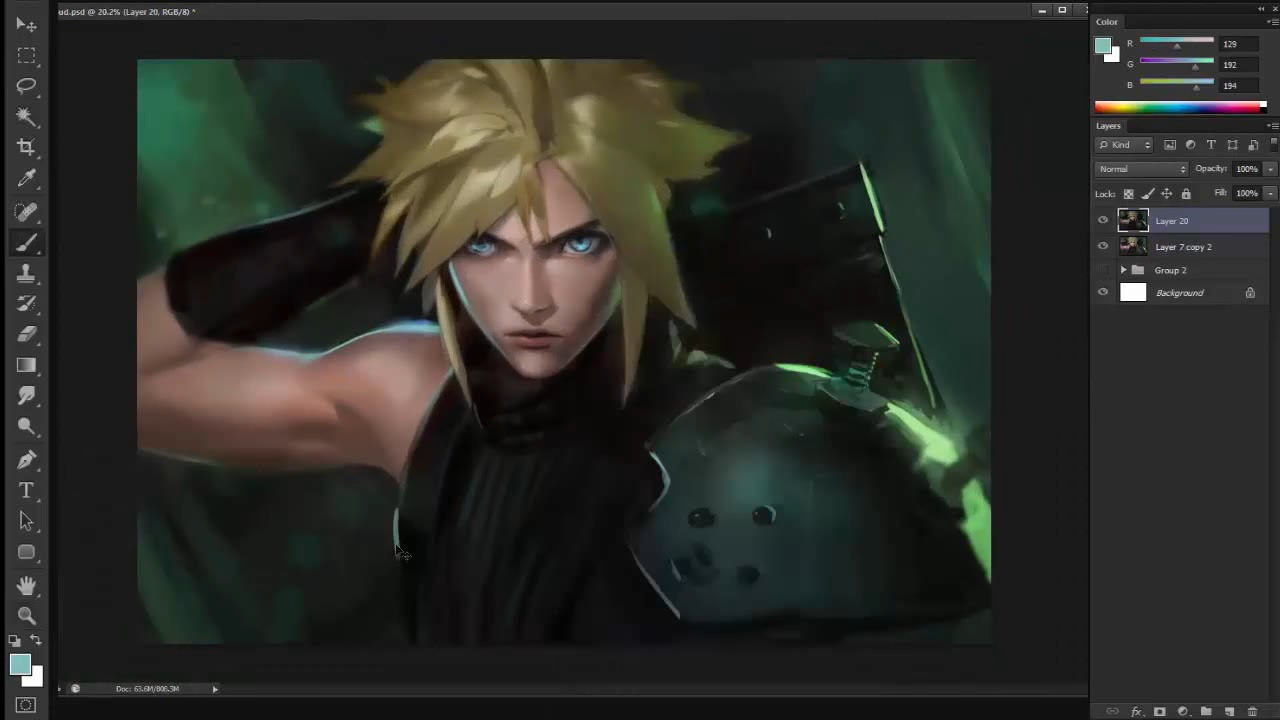 ud.psd @ 20.2% (Layer 20, RGB/8) *
Color
R 129
G 192
B 194
Layers
Kind
Normal Opacity: 100%
Lock: Fill: 100%
Layer 20
Layer 7 copy 2
Group 2
Background
Doc: 63.6M/806.3M